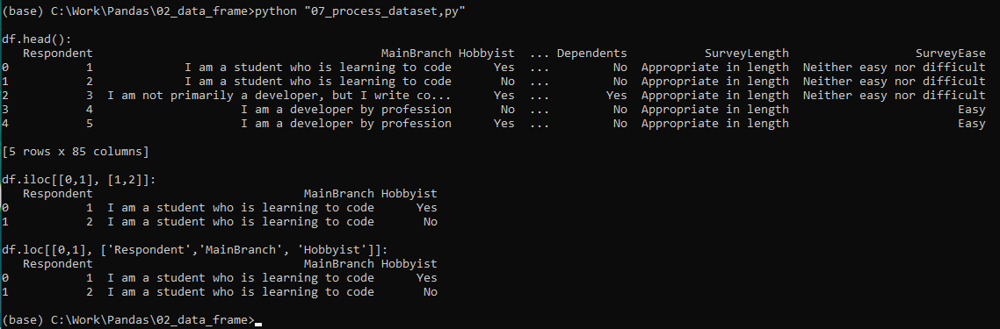 (base) C:\Work\Pandas\02_data_frame>python "07_process_dataset,py"
df.head():
   Respondent                                         MainBranch Hobbyist  ... Dependents            SurveyLength                  SurveyEase
0           1             I am a student who is learning to code      Yes  ...         No  Appropriate in length  Neither easy nor difficult
1           2             I am a student who is learning to code       No  ...         No  Appropriate in length  Neither easy nor difficult
2           3  I am not primarily a developer, but I write co...      Yes  ...        Yes  Appropriate in length  Neither easy nor difficult
3           4                     I am a developer by profession       No  ...         No  Appropriate in length                        Easy
4           5                     I am a developer by profession      Yes  ...         No  Appropriate in length                        Easy
[5 rows x 85 columns]
df.iloc[[0,1], [1,2]]:
   Respondent                              MainBranch Hobbyist
0           1  I am a student who is learning to code      Yes
1           2  I am a student who is learning to code       No
df.loc[[0,1], ['Respondent','MainBranch', 'Hobbyist']]:
   Respondent                              MainBranch Hobbyist
0           1  I am a student who is learning to code      Yes
1           2  I am a student who is learning to code       No
(base) C:\Work\Pandas\02_data_frame>